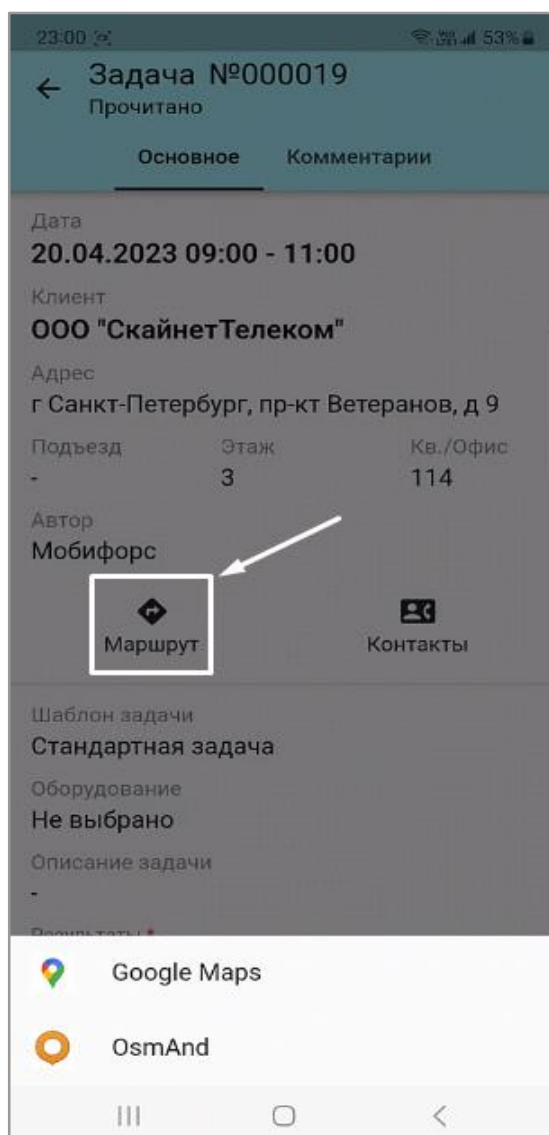 23:00 53%
Задача №000019
Прочитано
Основное Комментарии
Дата
20.04.2023 09:00 - 11:00
Клиент
ООО "СкайнетТелеком"
Адрес
г Санкт-Петербург, пр-кт Ветеранов, д 9
Подъезд Этаж Кв./Офис
- 3 114
Автор
Мобифорс
Маршрут Контакты
Шаблон задачи
Стандартная задача
Оборудование
Не выбрано
Описание задачи
-
Результаты *
Google Maps
OsmAnd